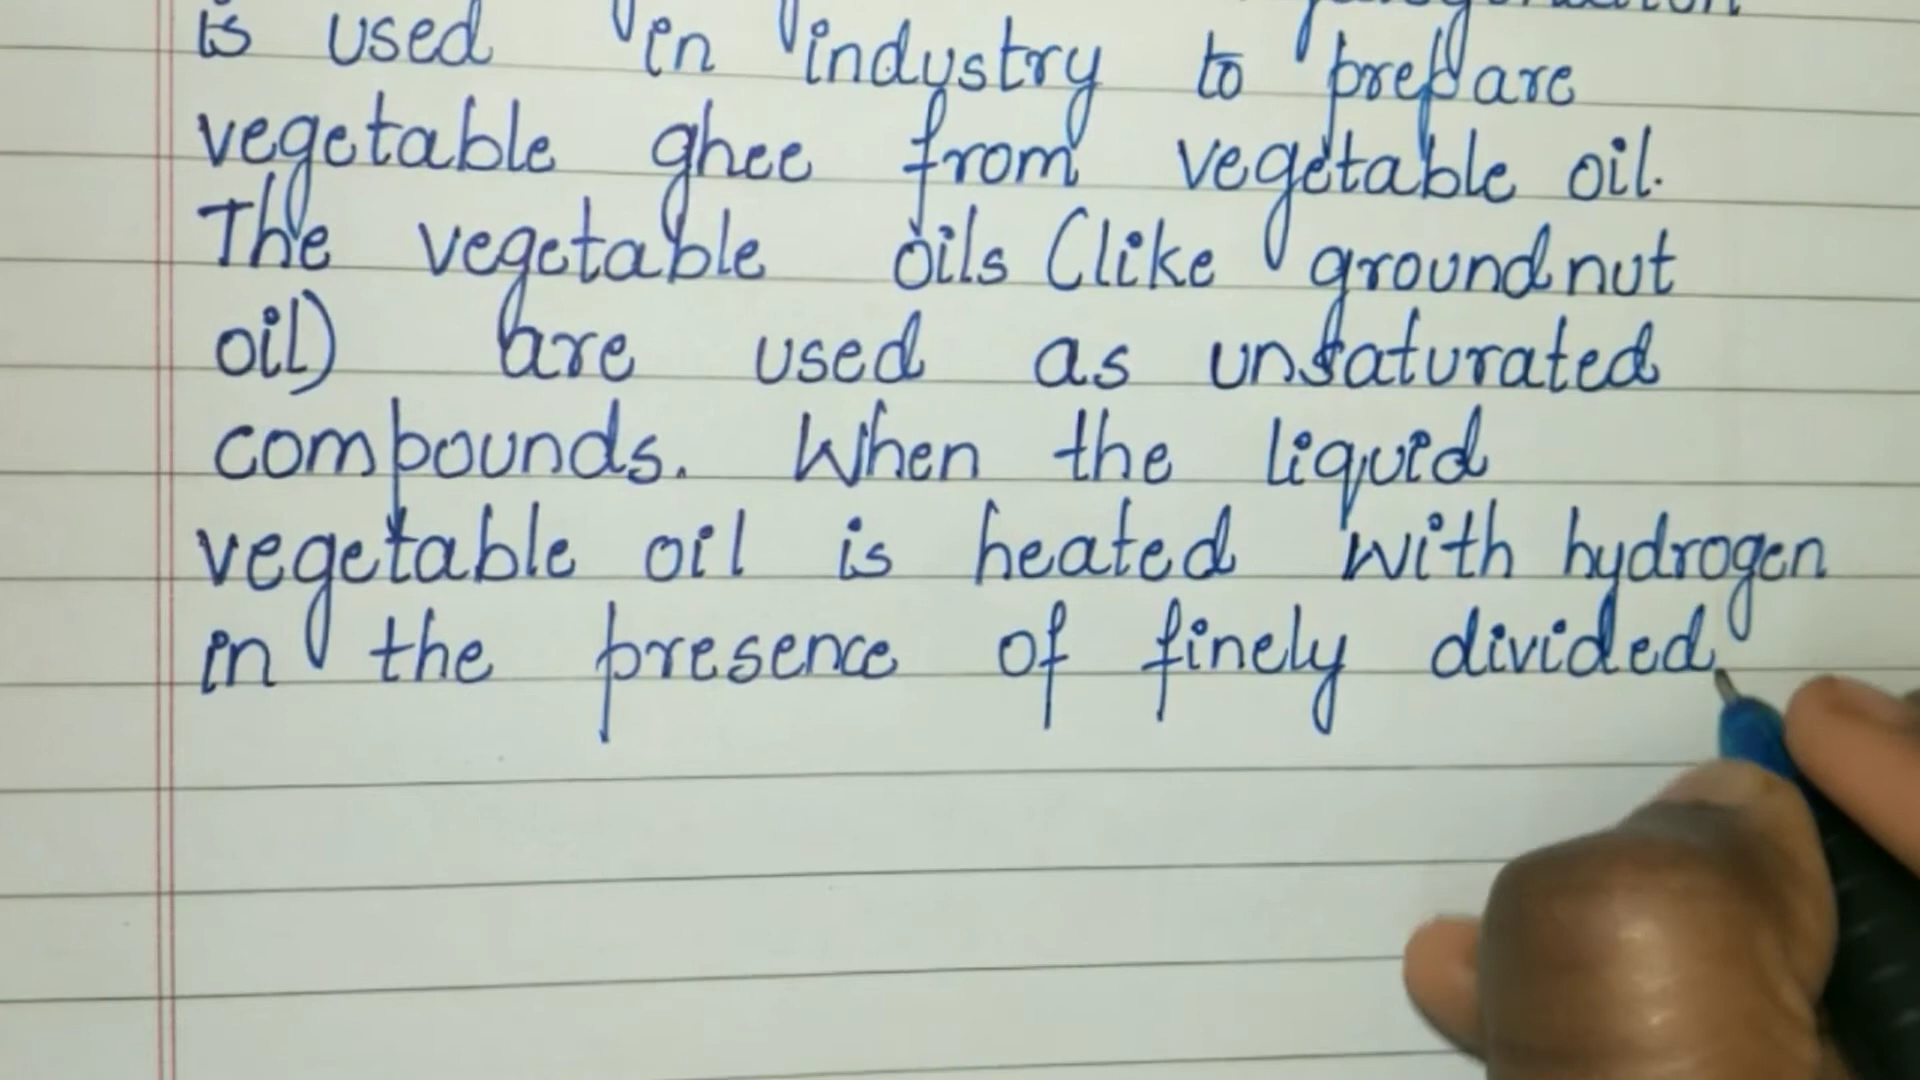 is used in industry to prepare
vegetable ghee from vegetable oil.
The vegetable oils (like groundnut
oil) are used as unsaturated
compounds. When the liquid
vegetable oil is heated with hydrogen
in the presence of finely divided